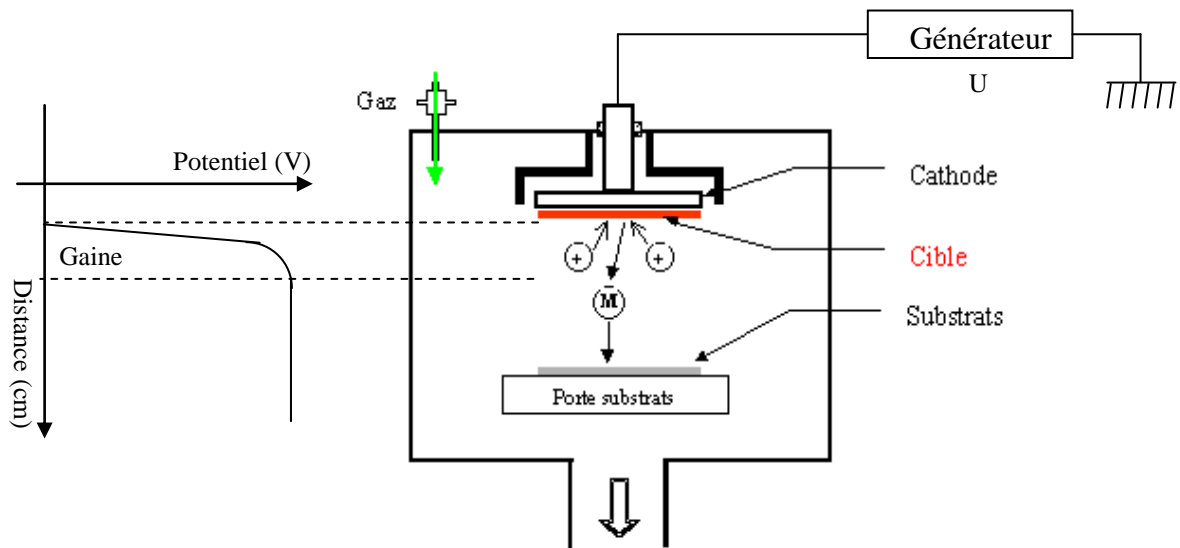 Générateur
U
Gaz
Potentiel (V)
Cathode
Gaine
Cible
+
+
M
Distance (cm)
Substrats
Porte substrats